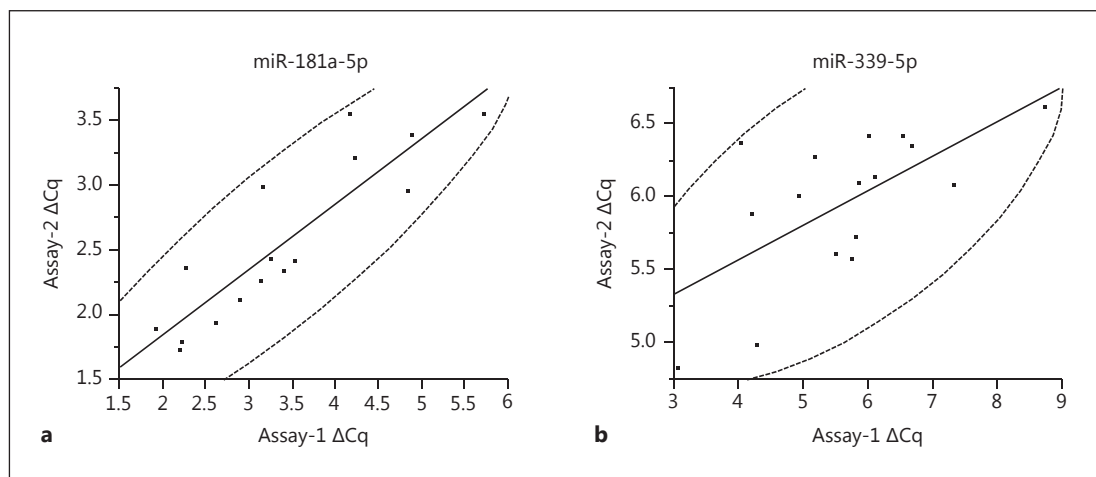 miR-181a-5p
3.5
3.0
2.5
2.0
1.5
Assay-2 ΔCq
1.5 2 2.5 3 3.5 4 4.5 5 5.5 6
Assay-1 ΔCq
a
miR-339-5p
6.5
6.0
5.5
5.0
Assay-2 ΔCq
3 4 5 6 7 8 9
Assay-1 ΔCq
b